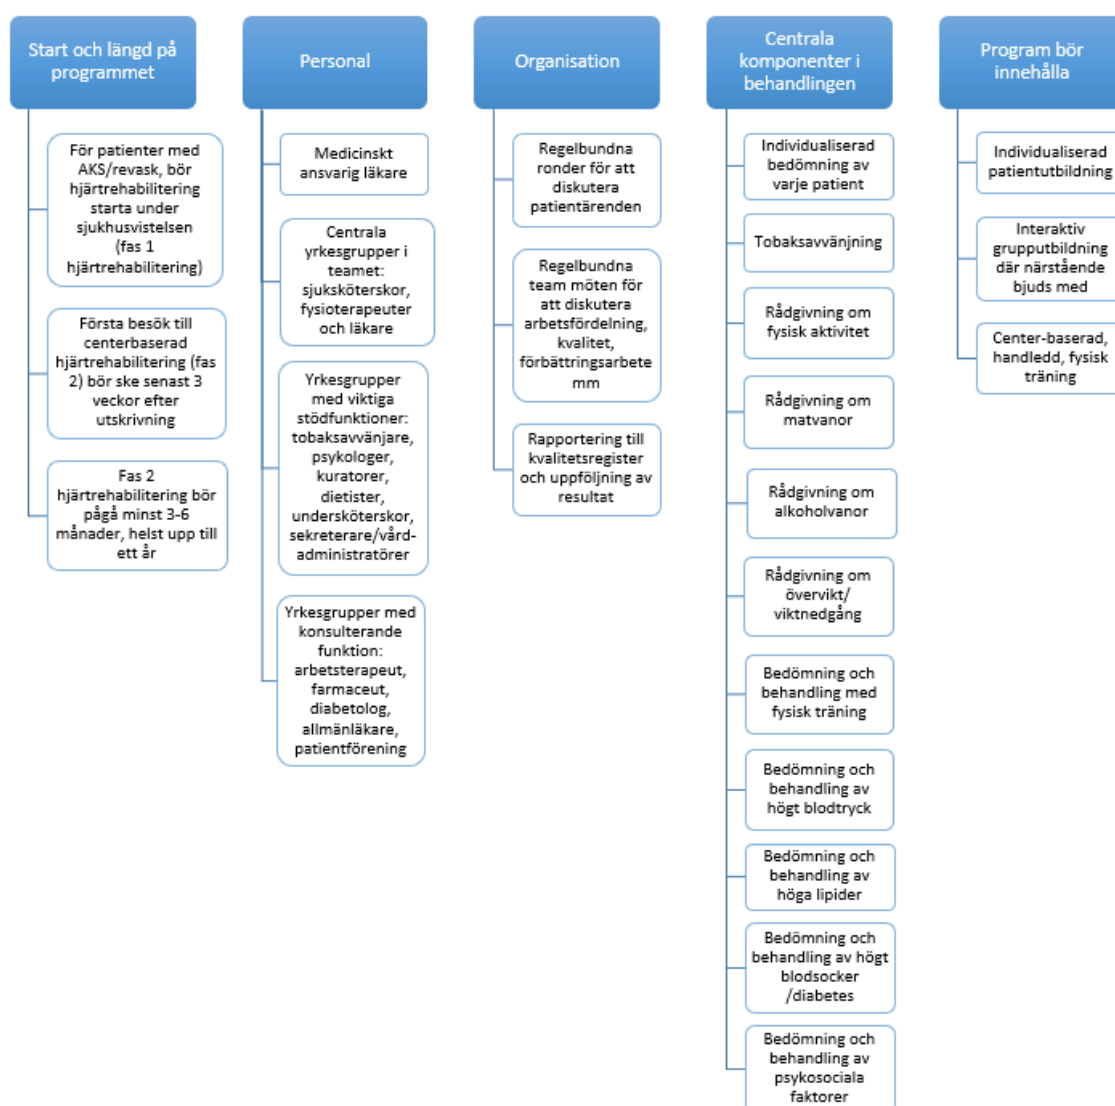 Start och längd på
programmet
För patienter med
AKS/revask, bör
hjärtrehabilitering
starta under
sjukhusvistelsen
(fas 1
hjärtrehabilitering)
Första besök till
centerbaserad
hjärtrehabilitering (fas
2) bör ske senast 3
veckor efter
utskrivning
Fas 2
hjärtrehabilitering bör
pågå minst 3-6
månader, helst upp till
ett år
Personal
Medicinskt
ansvarig läkare
Centrala
yrkesgrupper i
teamet:
sjuksköterskor,
fysioterapeuter
och läkare
Yrkesgrupper
med viktiga
stödfunktioner:
tobaksavvänjare,
psykologer,
kuratorer,
dietister,
undersköterskor,
sekreterare/vård-
administratörer
Yrkesgrupper med
konsulterande
funktion:
arbetsterapeut,
farmaceut,
diabetolog,
allmänläkare,
patientförening
Organisation
Regelbundna
ronder för att
diskutera
patientärenden
Regelbundna
team möten för
att diskutera
arbetsfördelning,
kvalitet,
förbättringsarbete
mm
Rapportering till
kvalitetsregister
och uppföljning av
resultat
Centrala
komponenter i
behandlingen
Individualiserad
bedömning av
varje patient
Tobaksavvänjning
Rådgivning om
fysisk aktivitet
Rådgivning om
matvanor
Rådgivning om
alkoholvanor
Rådgivning om
övervikt/
viktnedgång
Bedömning och
behandling med
fysisk träning
Bedömning och
behandling av
högt blodtryck
Bedömning och
behandling av
höga lipider
Bedömning och
behandling av högt
blodsocker
/diabetes
Bedömning och
behandling av
psykosociala
faktorer
Program bör
innehålla
Individualiserad
patientutbildning
Interaktiv
grupputbildning
där närstående
bjuds med
Center-baserad,
handledd, fysisk
träning